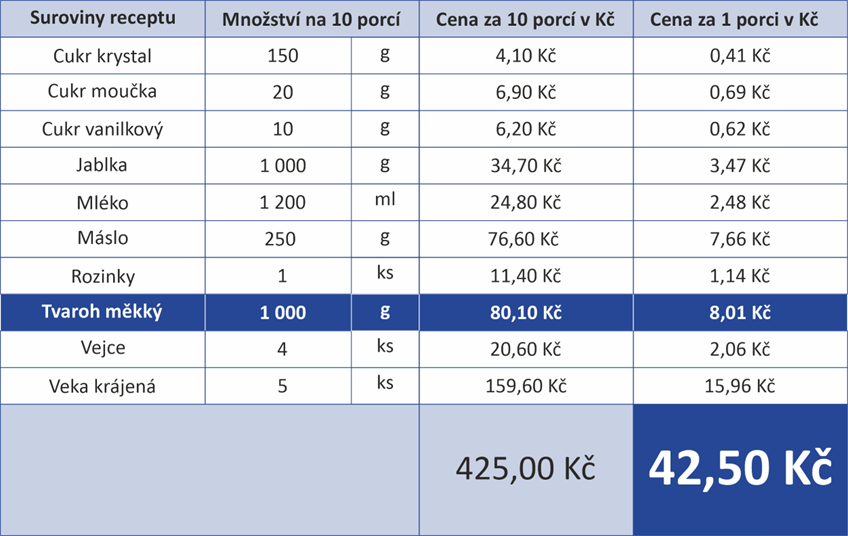 Suroviny receptu Množství na 10 porcí Cena za 10 porcí v Kč Cena za 1 porci v Kč
Cukr krystal 150 g 4,10 Kč 0,41 Kč
Cukr moučka 20 g 6,90 Kč 0,69 Kč
Cukr vanilkový 10 g 6,20 Kč 0,62 Kč
Jablka 1 000 g 34,70 Kč 3,47 Kč
Mléko 1 200 ml 24,80 Kč 2,48 Kč
Máslo 250 g 76,60 Kč 7,66 Kč
Rozinky 1 ks 11,40 Kč 1,14 Kč
Tvaroh měkký 1 000 g 80,10 Kč 8,01 Kč
Vejce 4 ks 20,60 Kč 2,06 Kč
Veka krájená 5 ks 159,60 Kč 15,96 Kč
425,00 Kč 42,50 Kč